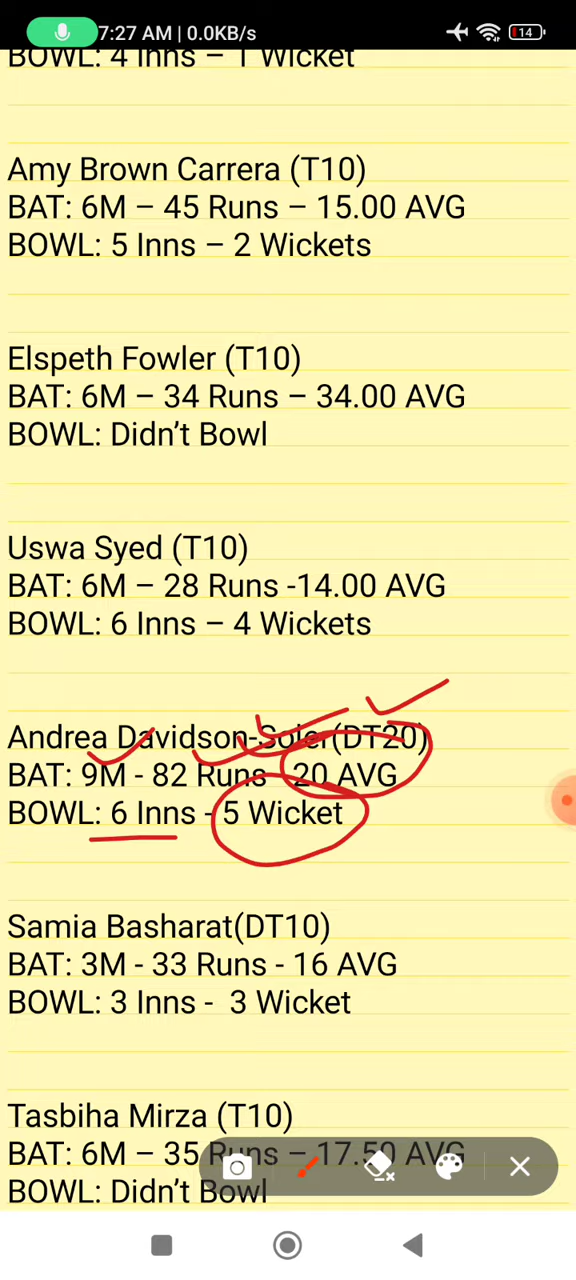 7:27 AM | 0.0KB/s
14
BOWL: 4 Inns – 1 Wicket
Amy Brown Carrera (T10)
BAT: 6M – 45 Runs – 15.00 AVG
BOWL: 5 Inns – 2 Wickets
Elspeth Fowler (T10)
BAT: 6M – 34 Runs – 34.00 AVG
BOWL: Didn’t Bowl
Uswa Syed (T10)
BAT: 6M – 28 Runs -14.00 AVG
BOWL: 6 Inns – 4 Wickets
Andrea Davidson-Soler(DT20)
BAT: 9M - 82 Runs - 20 AVG
BOWL: 6 Inns - 5 Wicket
Samia Basharat(DT10)
BAT: 3M - 33 Runs - 16 AVG
BOWL: 3 Inns - 3 Wicket
Tasbiha Mirza (T10)
BAT: 6M – 35 Runs – 17.50 AVG
BOWL: Didn’t Bowl